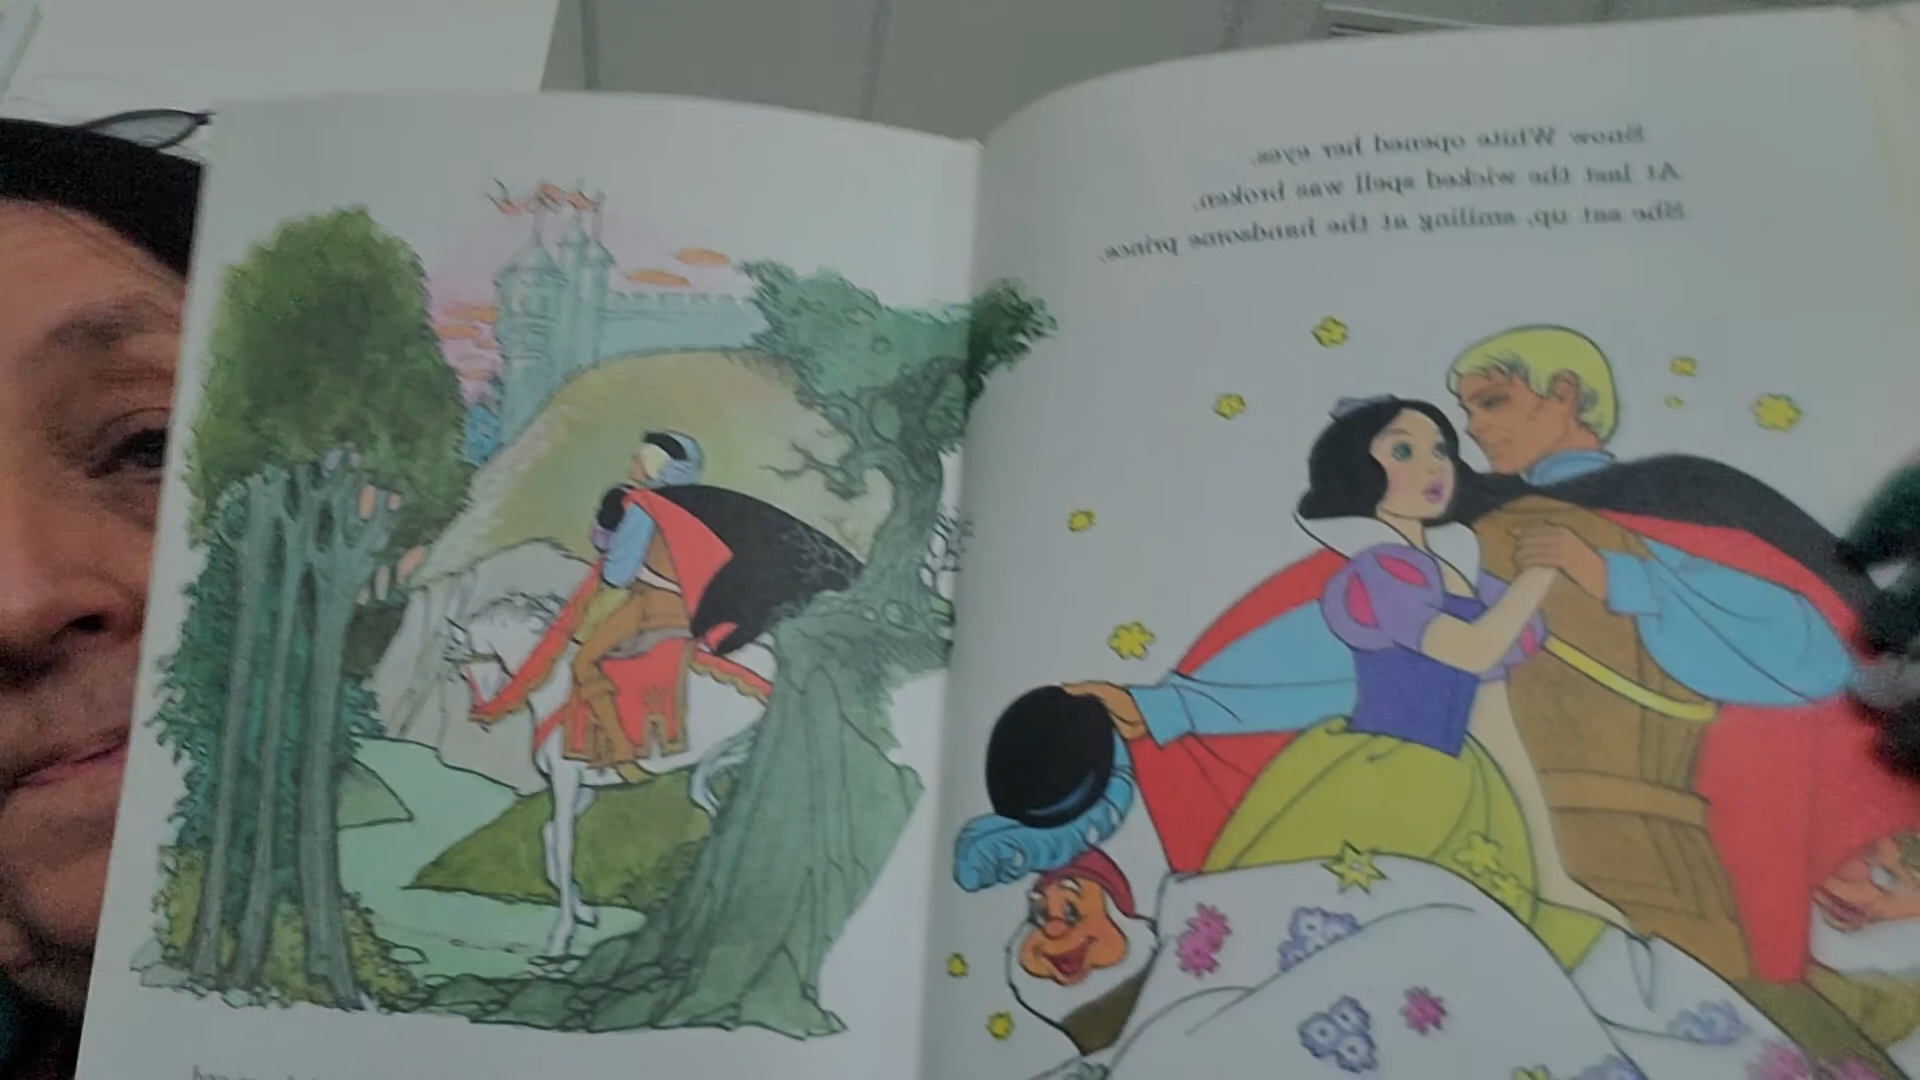 Snow White opened her eyes.
At last the wicked spell was broken.
She sat up, smiling at the handsome prince.